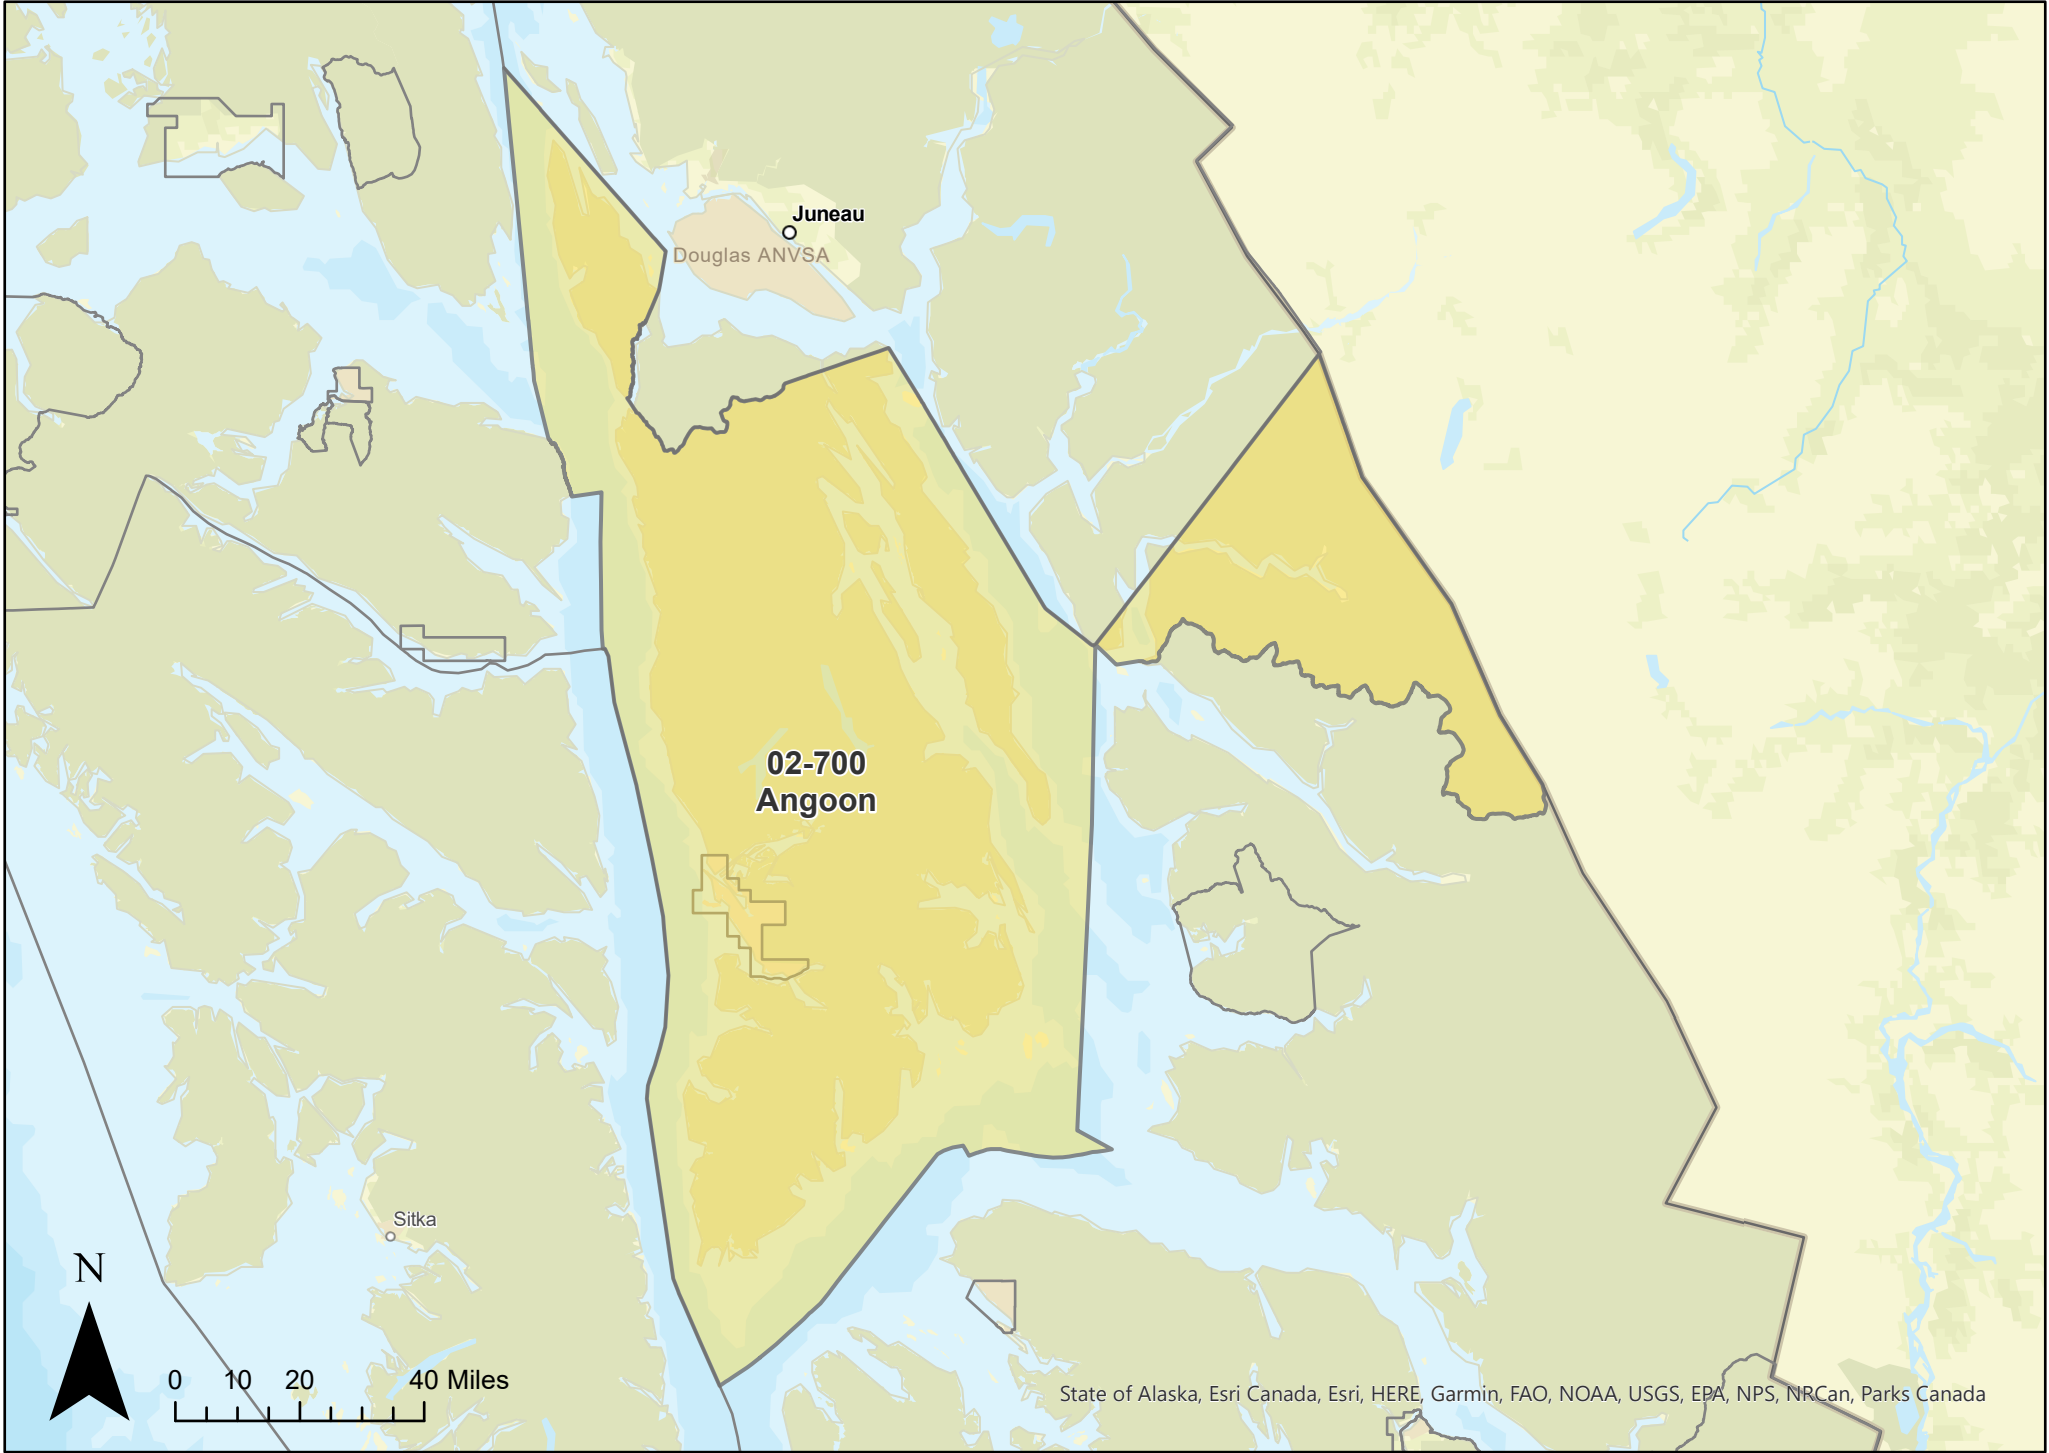 Juneau
Douglas ANVSA
02-700
Angoon
Sitka
N
0 10 20 40 Miles
State of Alaska, Esri Canada, Esri, HERE, Garmin, FAO, NOAA, USGS, EPA, NPS, NRCan, Parks Canada